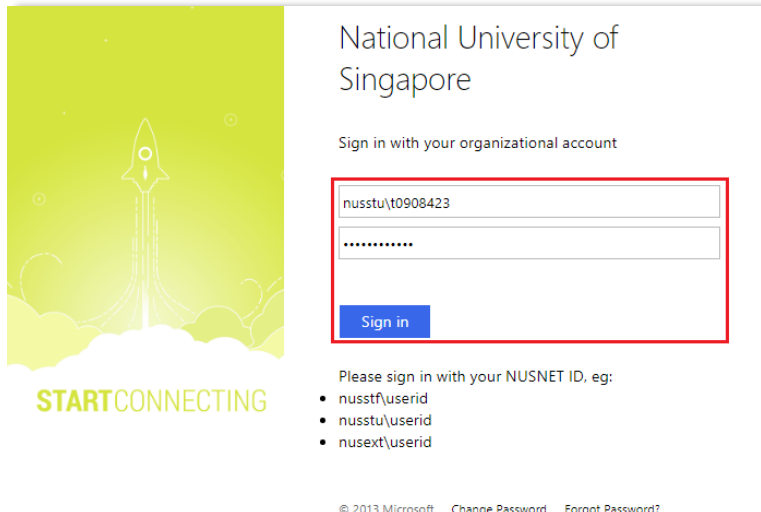 National University of
Singapore
Sign in with your organizational account
nusstu\t0908423
••••••••••••
Sign in
Please sign in with your NUSNET ID, eg:
• nusstf\userid
• nusstu\userid
• nusext\userid
STARTCONNECTING
© 2013 Microsoft Change Password Forgot Password?